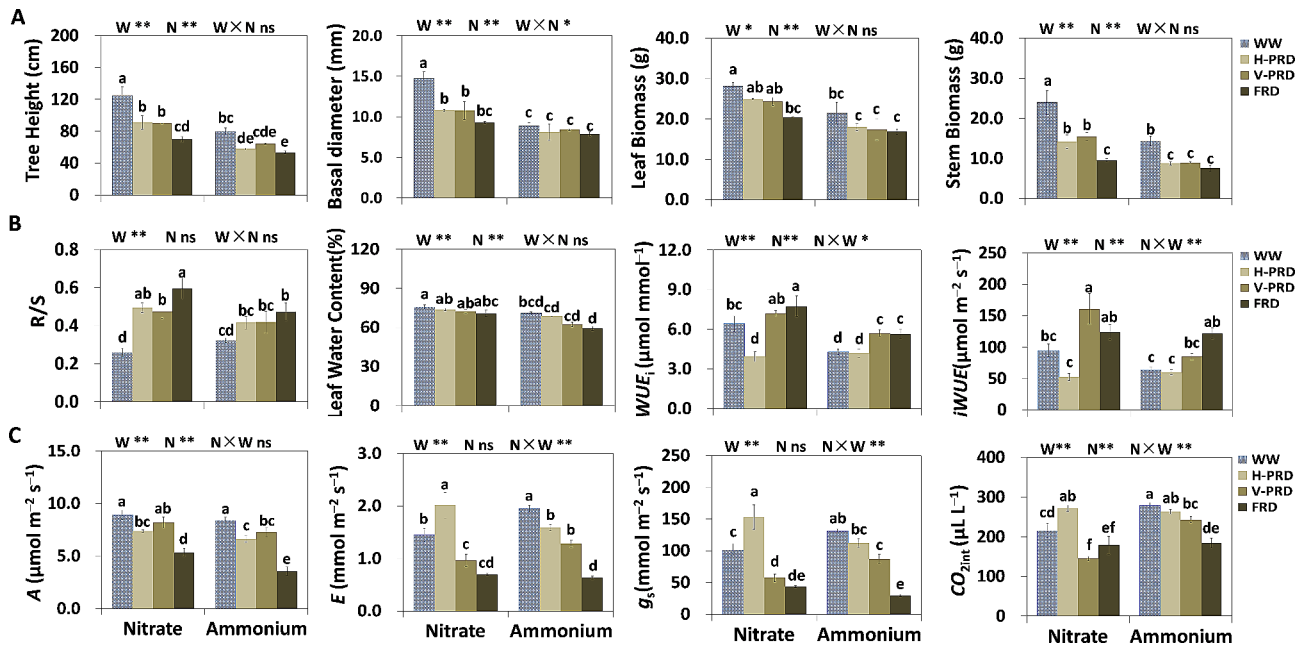 A
W ** N ** W×N ns
Tree Height (cm)
200
160
120
80
40
0
a
b
b
cd
bc
de
cde
e
W ** N ** W×N *
Basal diameter (mm)
20.0
15.0
10.0
5.0
0.0
a
b
b
bc
c
c
c
c
W * N ** W×N ns
Leaf Biomass (g)
40.0
30.0
20.0
10.0
0.0
a
ab
ab
bc
bc
c
c
c
W ** N ** W×N ns
Stem Biomass (g)
40.0
30.0
20.0
10.0
0.0
a
b
b
c
b
c
c
c
WW
H-PRD
V-PRD
FRD
B
W ** N ns W×N ns
R/S
0.8
0.6
0.4
0.2
0.0
d
ab
b
a
cd
bc
bc
b
W ** N ** W×N ns
Leaf Water Content(%)
120
90
60
30
0
a
ab
ab
abc
bcd
bcd
cd
d
W** N** N×W *
WUEi (μmol mmol−1)
12.0
9.0
6.0
3.0
0.0
bc
d
ab
a
d
d
c
c
W ** N ** N×W **
iWUE(μmol m−2 s−1)
250
200
150
100
50
0
bc
c
a
ab
c
c
bc
ab
WW
H-PRD
V-PRD
FRD
C
W ** N ** N×W ns
A (μmol m−2 s−1)
15.0
10.0
5.0
0.0
a
bc
ab
d
a
c
bc
e
Nitrate Ammonium
W ** N ns N×W **
E (mmol m−2 s−1)
3.0
2.0
1.0
0.0
b
a
c
cd
a
b
b
d
Nitrate Ammonium
W ** N ns N×W **
gs(mmol m−2 s−1)
250
200
150
100
50
0
c
a
d
de
ab
b
c
e
Nitrate Ammonium
W** N** N×W **
CO2int (μL L−1)
400
300
200
100
0
cd
ab
f
ef
a
ab
bc
de
Nitrate Ammonium
WW
H-PRD
V-PRD
FRD